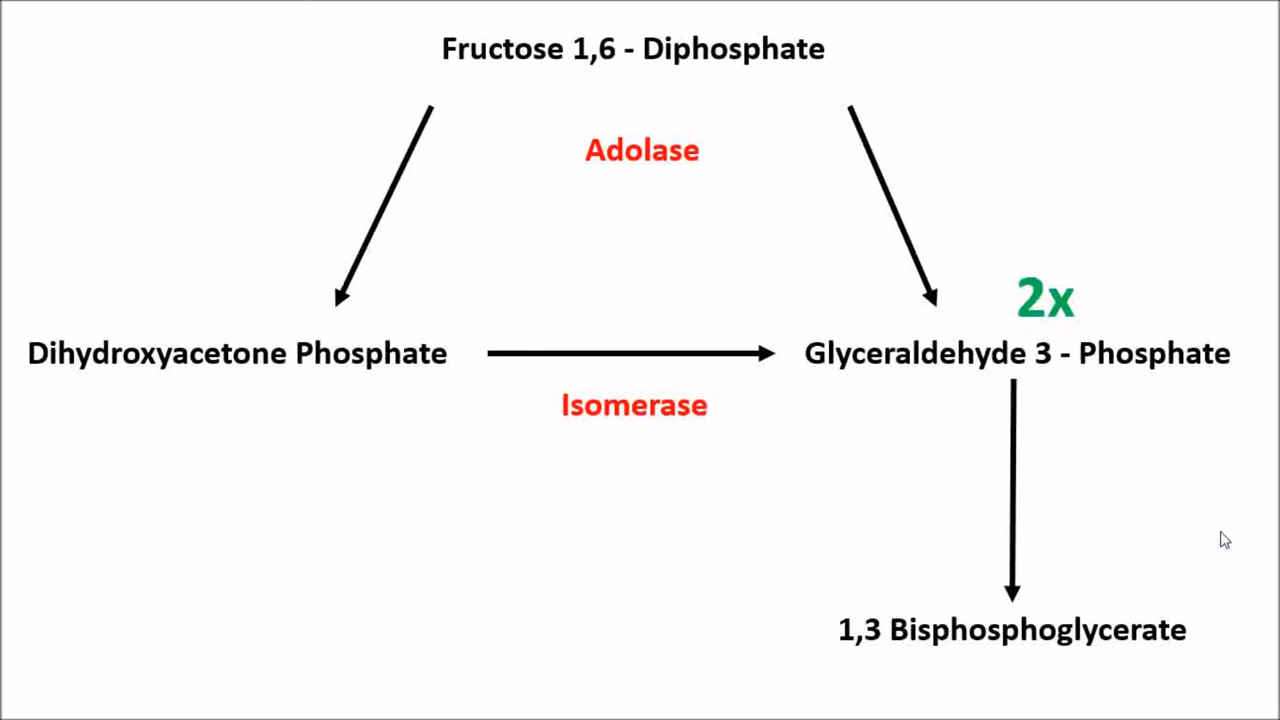 Fructose 1,6 - Diphosphate
Adolase
2x
Dihydroxyacetone Phosphate
Glyceraldehyde 3 - Phosphate
Isomerase
1,3 Bisphosphoglycerate